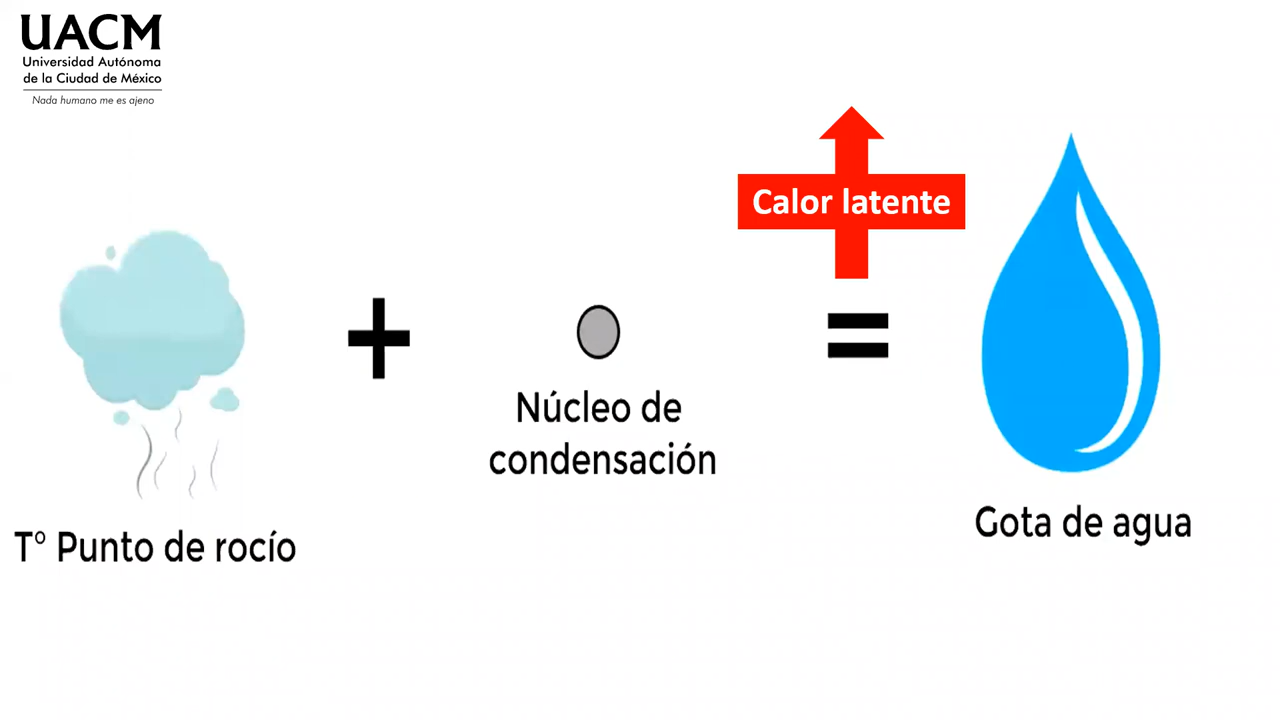 UACM
Universidad Autónoma
de la Ciudad de México
Nada humano me es ajeno
Calor latente
+
=
Núcleo de
condensación
T° Punto de rocío
Gota de agua